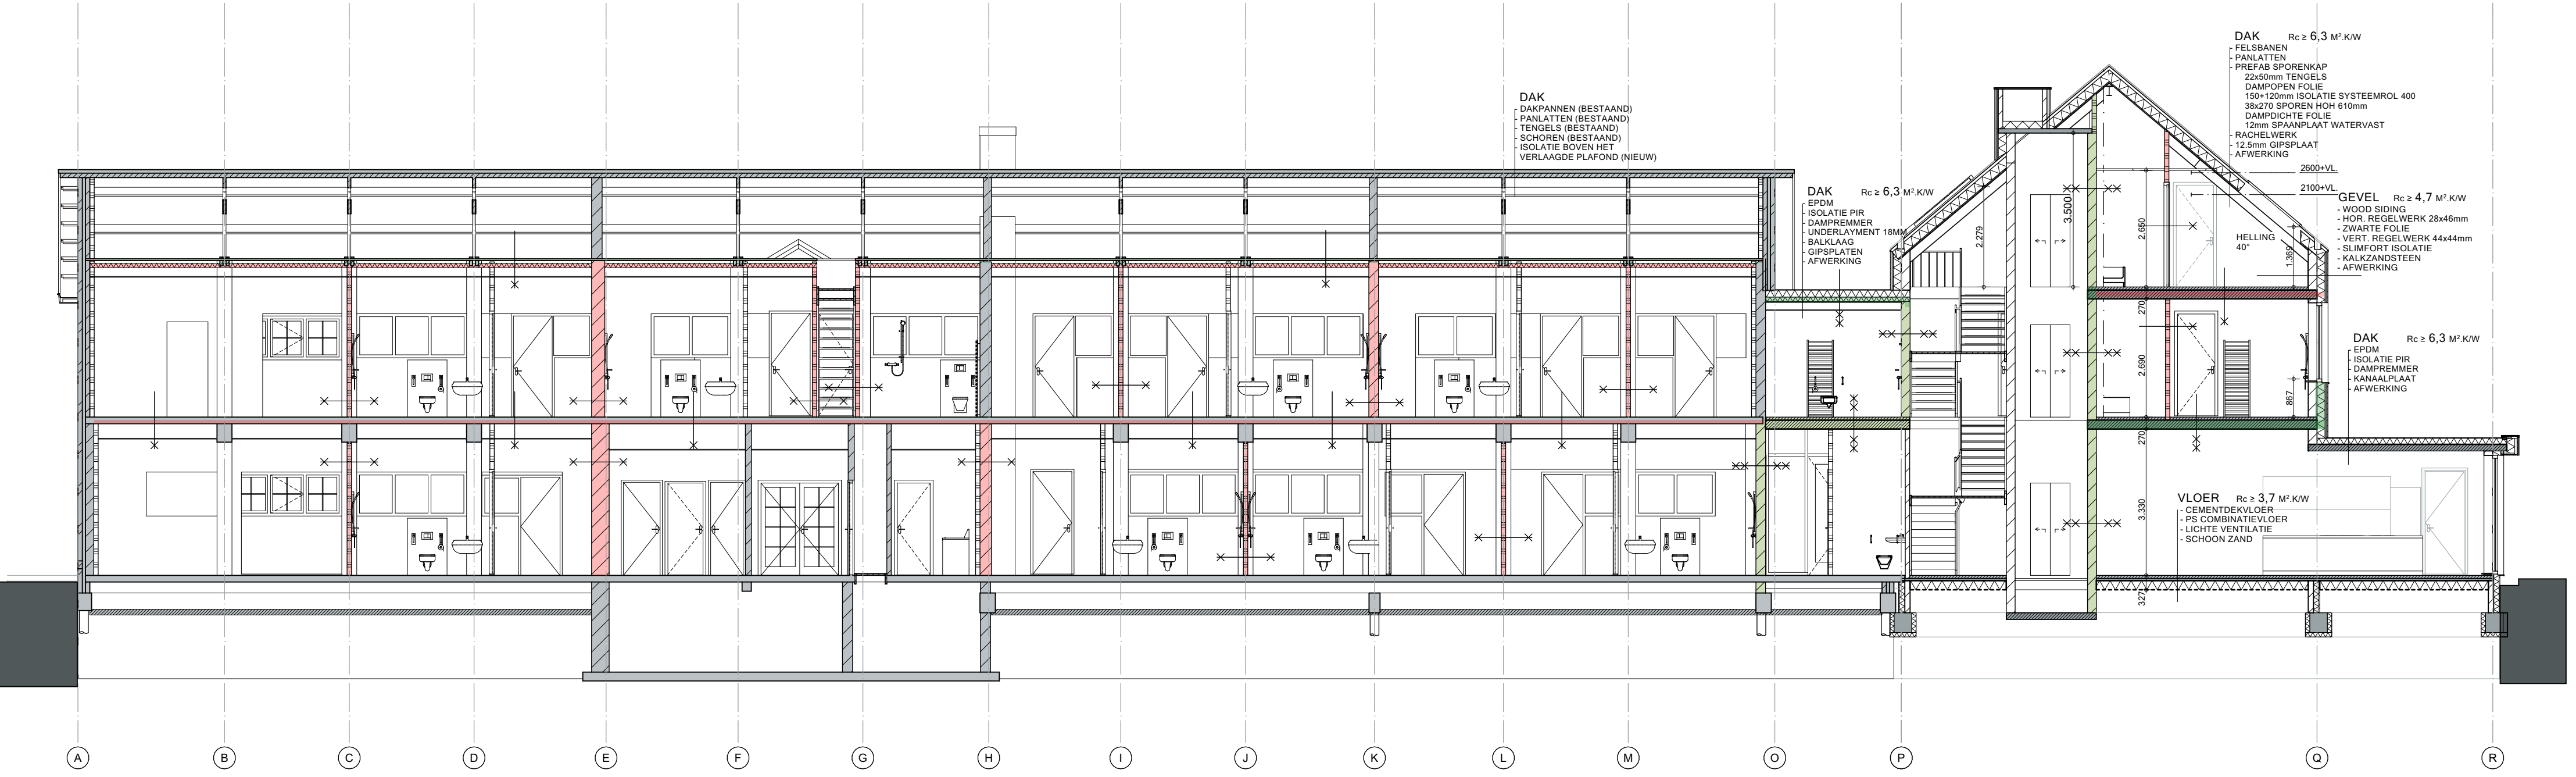 DAK Rc ≥ 6,3 M².K/W
- FELSBANEN
- PANLATTEN
- PREFAB SPORENKAP
22x50mm TENGELS
DAMPOPEN FOLIE
150+120mm ISOLATIE SYSTEEMROL 400
38x270 SPOREN HOH 610mm
DAMPDICHTE FOLIE
12mm SPAANPLAAT WATERVAST
- RACHELWERK
- 12.5mm GIPSPLAAT
- AFWERKING
2600+VL.
2100+VL.
DAK
- DAKPANNEN (BESTAAND)
- PANLATTEN (BESTAAND)
- TENGELS (BESTAAND)
- SCHOREN (BESTAAND)
- ISOLATIE BOVEN HET
VERLAAGDE PLAFOND (NIEUW)
DAK Rc ≥ 6,3 M².K/W
- EPDM
- ISOLATIE PIR
- DAMPREMMER
- UNDERLAYMENT 18MM
- BALKLAAG
- GIPSPLATEN
- AFWERKING
GEVEL Rc ≥ 4,7 M².K/W
- WOOD SIDING
- HOR. REGELWERK 28x46mm
- ZWARTE FOLIE
- VERT. REGELWERK 44x44mm
- SLIMFORT ISOLATIE
- KALKZANDSTEEN
- AFWERKING
HELLING
40°
2.279
3.500
2.660
1.369
270
2.690
867
270
3.330
327
DAK Rc ≥ 6,3 M².K/W
- EPDM
- ISOLATIE PIR
- DAMPREMMER
- KANAALPLAAT
- AFWERKING
VLOER Rc ≥ 3,7 M².K/W
- CEMENTDEKVLOER
- PS COMBINATIEVLOER
- LICHTE VENTILATIE
- SCHOON ZAND
A B C D E F G H I J K L M O P Q R